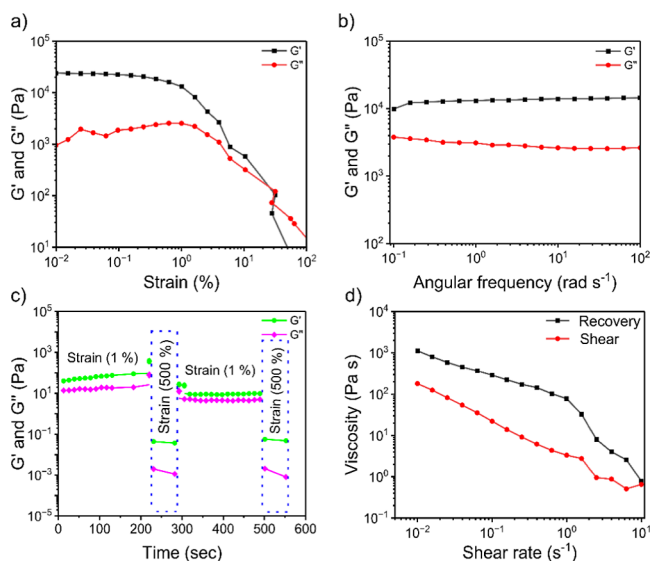 a)
G'
G''
10⁵
10⁴
10³
10²
10¹
G' and G'' (Pa)
10⁻² 10⁻¹ 10⁰ 10¹ 10²
Strain (%)
b)
G'
G''
10⁵
10⁴
10³
10²
G' and G'' (Pa)
10⁻¹ 10⁰ 10¹ 10²
Angular frequency (rad s⁻¹)
c)
G'
G''
10⁵
10³
10¹
10⁻¹
10⁻³
10⁻⁵
G' and G'' (Pa)
Strain (1 %)
Strain (500 %)
Strain (1 %)
Strain (500 %)
0 100 200 300 400 500 600
Time (sec)
d)
Recovery
Shear
10⁴
10³
10²
10¹
10⁰
10⁻¹
Viscosity (Pa s)
10⁻² 10⁻¹ 10⁰ 10¹
Shear rate (s⁻¹)